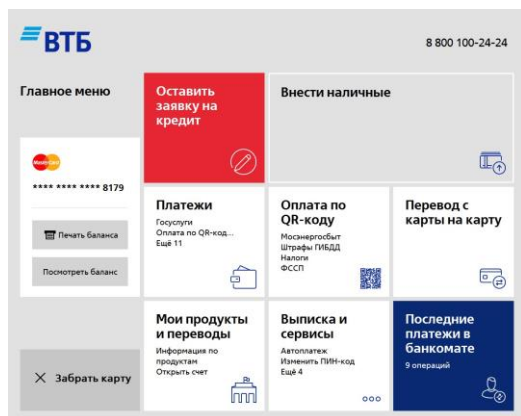 ВТБ
8 800 100-24-24
Главное меню
Оставить
заявку на
кредит
Внести наличные
MasterCard
**** **** **** 8179
Печать баланса
Посмотреть баланс
Платежи
Госуслуги
Оплата по QR-код...
Ещё 11
Оплата по
QR-коду
Мосэнергосбыт
Штрафы ГИБДД
Налоги
ФССП
Перевод с
карты на карту
Мои продукты
и переводы
Информация по
продуктам
Открыть счет
Выписка и
сервисы
Автоплатеж
Изменить ПИН-код
Ещё 4
Последние
платежи в
банкомате
9 операций
Забрать карту